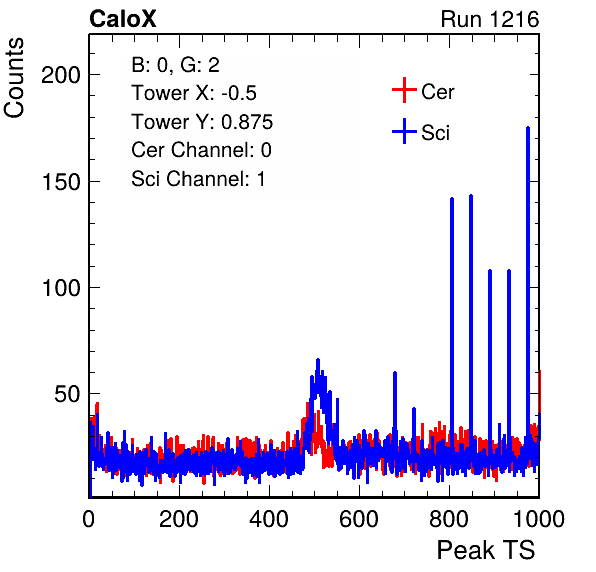 CaloX Run 1216
Counts
B: 0, G: 2
Tower X: -0.5
Tower Y: 0.875
Cer Channel: 0
Sci Channel: 1
Cer
Sci
200
150
100
50
0 200 400 600 800 1000
Peak TS